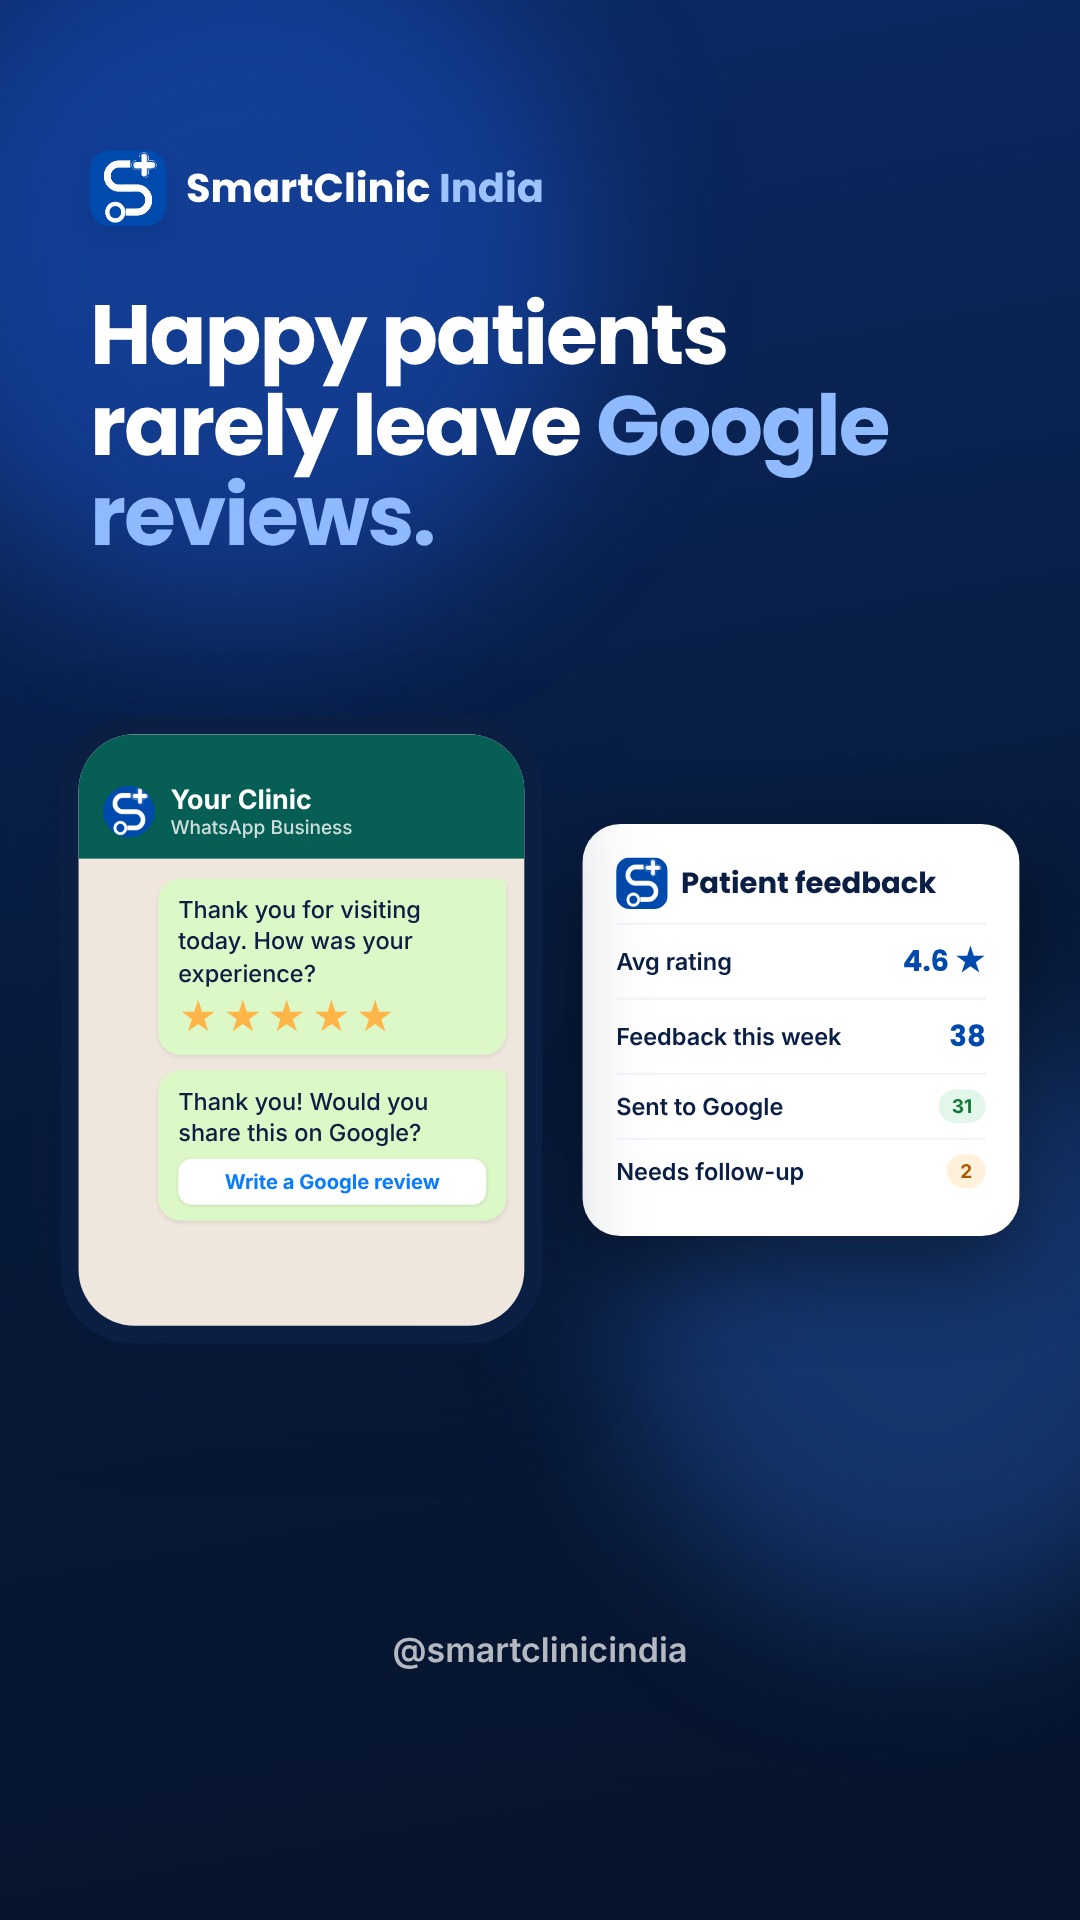 SmartClinic India
Happy patients
rarely leave Google
reviews.
Your Clinic
WhatsApp Business
Thank you for visiting
today. How was your
experience?
★ ★ ★ ★ ★
Thank you! Would you
share this on Google?
Write a Google review
Patient feedback
Avg rating 4.6 ★
Feedback this week 38
Sent to Google 31
Needs follow-up 2
@smartclinicindia